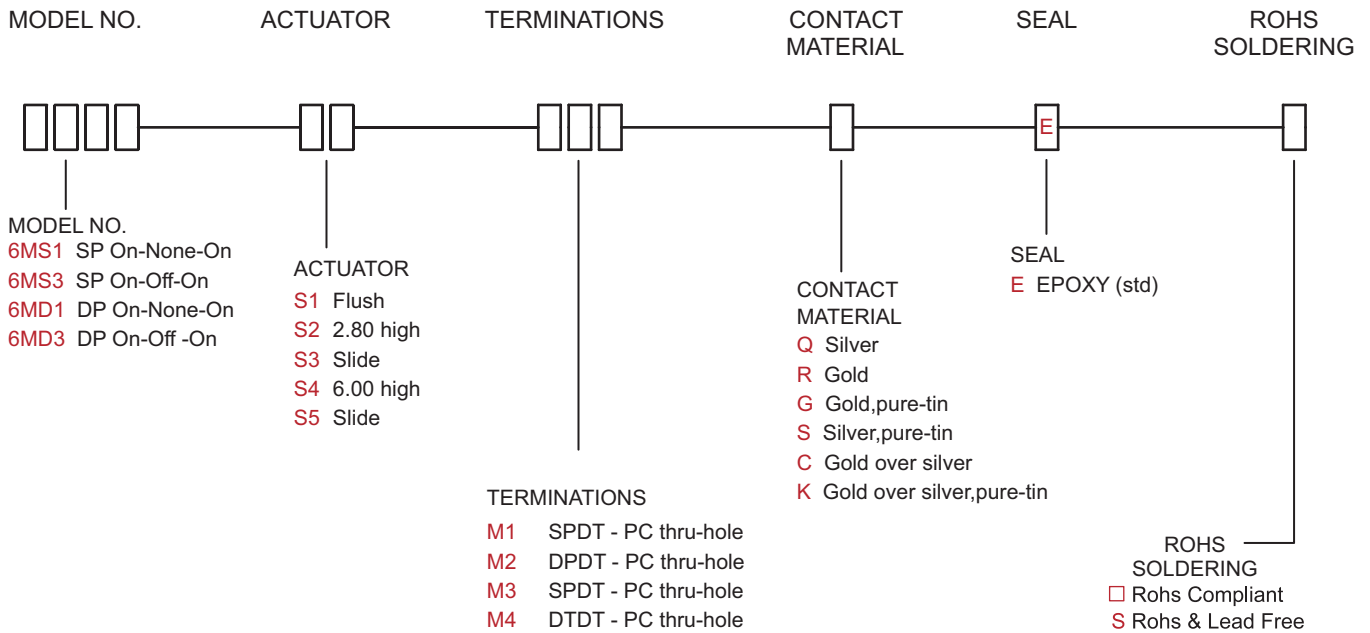 MODEL NO.
ACTUATOR
TERMINATIONS
CONTACT
MATERIAL
SEAL
ROHS
SOLDERING
E
MODEL NO.
6MS1 SP On-None-On
6MS3 SP On-Off-On
6MD1 DP On-None-On
6MD3 DP On-Off -On
ACTUATOR
S1 Flush
S2 2.80 high
S3 Slide
S4 6.00 high
S5 Slide
TERMINATIONS
M1 SPDT - PC thru-hole
M2 DPDT - PC thru-hole
M3 SPDT - PC thru-hole
M4 DTDT - PC thru-hole
CONTACT
MATERIAL
Q Silver
R Gold
G Gold,pure-tin
S Silver,pure-tin
C Gold over silver
K Gold over silver,pure-tin
SEAL
E EPOXY (std)
ROHS
SOLDERING
□ Rohs Compliant
S Rohs & Lead Free